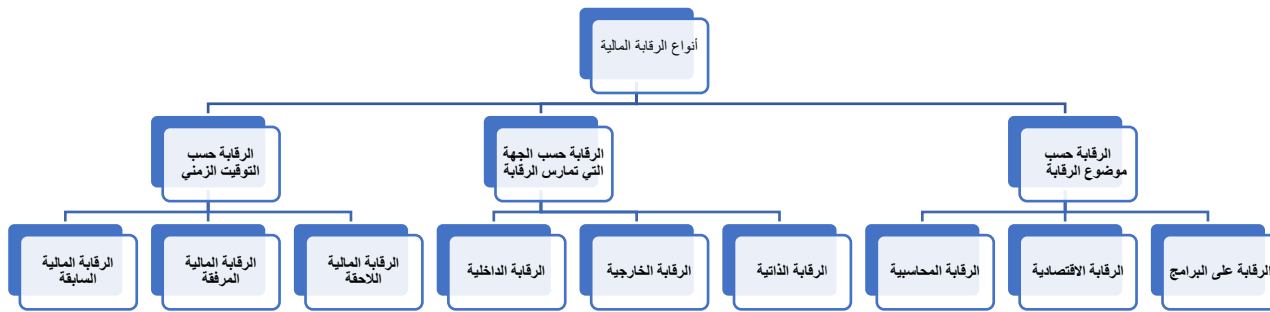 أنواع الرقابة المالية
الرقابة حسب
موضوع الرقابة
الرقابة حسب الجهة
التي تمارس الرقابة
الرقابة حسب
التوقيت الزمني
الرقابة على البرامج
الرقابة الاقتصادية
الرقابة المحاسبية
الرقابة الذاتية
الرقابة الخارجية
الرقابة الداخلية
الرقابة المالية
اللاحقة
الرقابة المالية
المرفقة
الرقابة المالية
السابقة